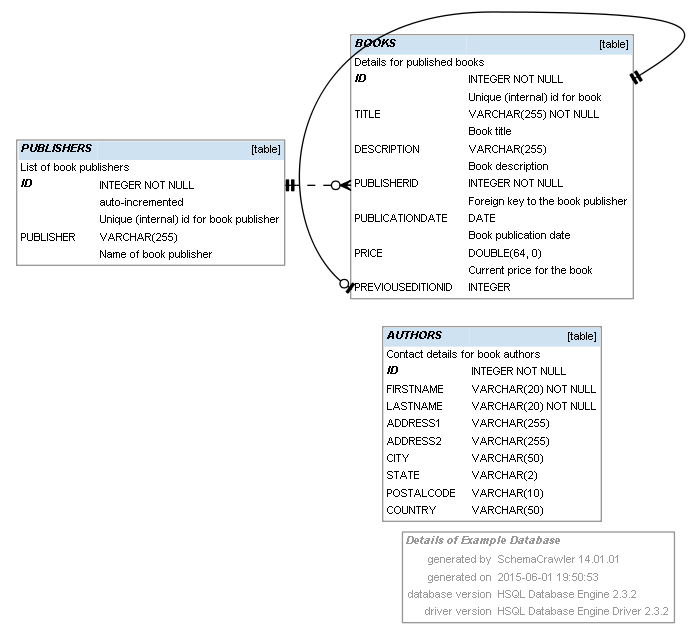 BOOKS [table]
Details for published books
ID INTEGER NOT NULL
Unique (internal) id for book
TITLE VARCHAR(255) NOT NULL
Book title
DESCRIPTION VARCHAR(255)
Book description
PUBLISHERID INTEGER NOT NULL
Foreign key to the book publisher
PUBLICATIONDATE DATE
Book publication date
PRICE DOUBLE(64, 0)
Current price for the book
PREVIOUSEDITIONID INTEGER
PUBLISHERS [table]
List of book publishers
ID INTEGER NOT NULL
auto-incremented
Unique (internal) id for book publisher
PUBLISHER VARCHAR(255)
Name of book publisher
AUTHORS [table]
Contact details for book authors
ID INTEGER NOT NULL
FIRSTNAME VARCHAR(20) NOT NULL
LASTNAME VARCHAR(20) NOT NULL
ADDRESS1 VARCHAR(255)
ADDRESS2 VARCHAR(255)
CITY VARCHAR(50)
STATE VARCHAR(2)
POSTALCODE VARCHAR(10)
COUNTRY VARCHAR(50)
Details of Example Database
generated by SchemaCrawler 14.01.01
generated on 2015-06-01 19:50:53
database version HSQL Database Engine 2.3.2
driver version HSQL Database Engine Driver 2.3.2